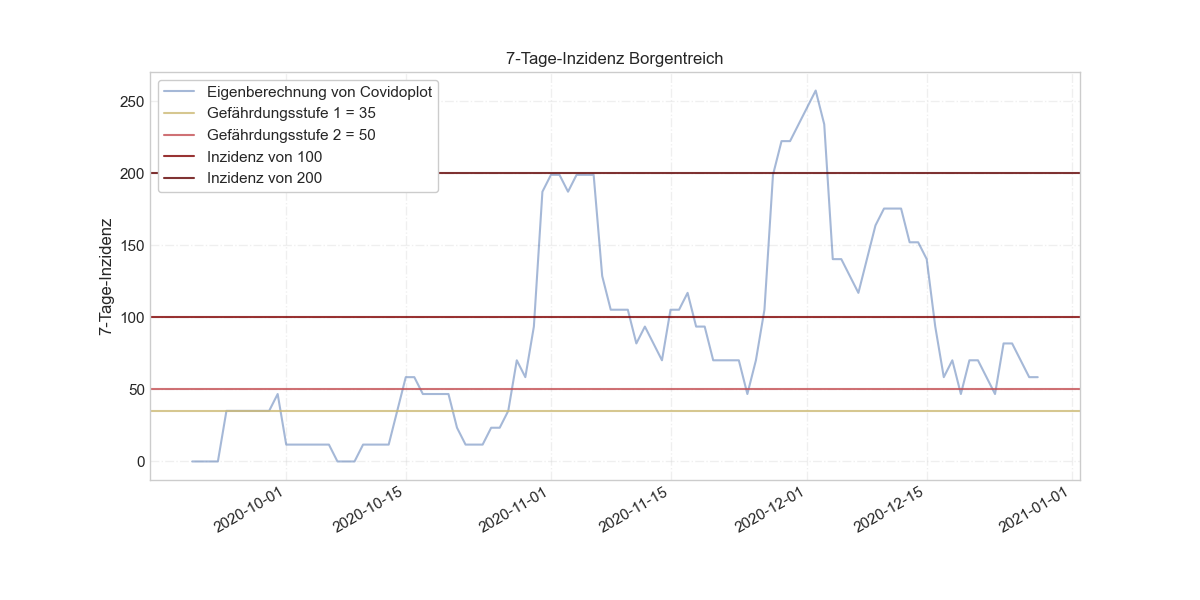 7-Tage-Inzidenz Borgentreich
Eigenberechnung von Covidoplot
Gefährdungsstufe 1 = 35
Gefährdungsstufe 2 = 50
Inzidenz von 100
Inzidenz von 200
7-Tage-Inzidenz
250
200
150
100
50
0
2020-10-01
2020-10-15
2020-11-01
2020-11-15
2020-12-01
2020-12-15
2021-01-01